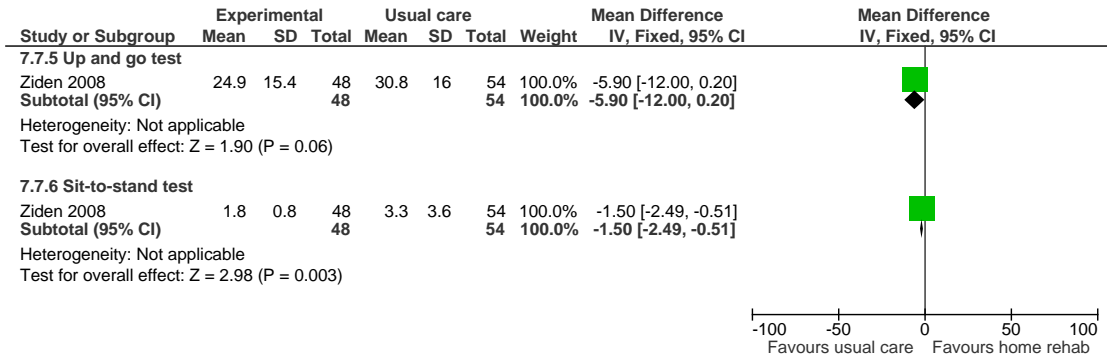 Experimental Usual care Mean Difference Mean Difference
Study or Subgroup Mean SD Total Mean SD Total Weight IV, Fixed, 95% CI IV, Fixed, 95% CI
7.7.5 Up and go test
Ziden 2008 24.9 15.4 48 30.8 16 54 100.0% -5.90 [-12.00, 0.20]
Subtotal (95% CI) 48 54 100.0% -5.90 [-12.00, 0.20]
Heterogeneity: Not applicable
Test for overall effect: Z = 1.90 (P = 0.06)
7.7.6 Sit-to-stand test
Ziden 2008 1.8 0.8 48 3.3 3.6 54 100.0% -1.50 [-2.49, -0.51]
Subtotal (95% CI) 48 54 100.0% -1.50 [-2.49, -0.51]
Heterogeneity: Not applicable
Test for overall effect: Z = 2.98 (P = 0.003)
-100 -50 0 50 100
Favours usual care Favours home rehab